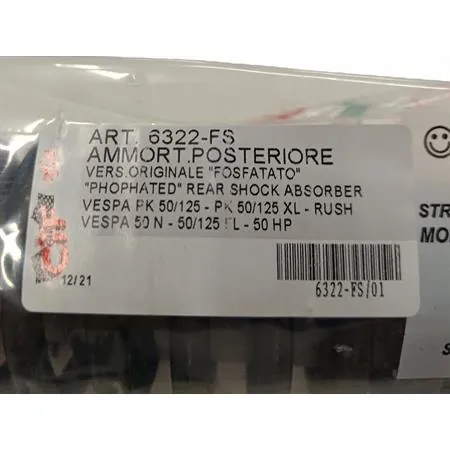 ART. 6322-FS
AMMORT.POSTERIORE
VERS.ORIGINALE "FOSFATATO"
"PHOPHATED" REAR SHOCK ABSORBER
VESPA PK 50/125 - PK 50/125 XL - RUSH
VESPA 50 N - 50/125 FL - 50 HP
CIF
12/21
6322-FS/01
STR
MO
S